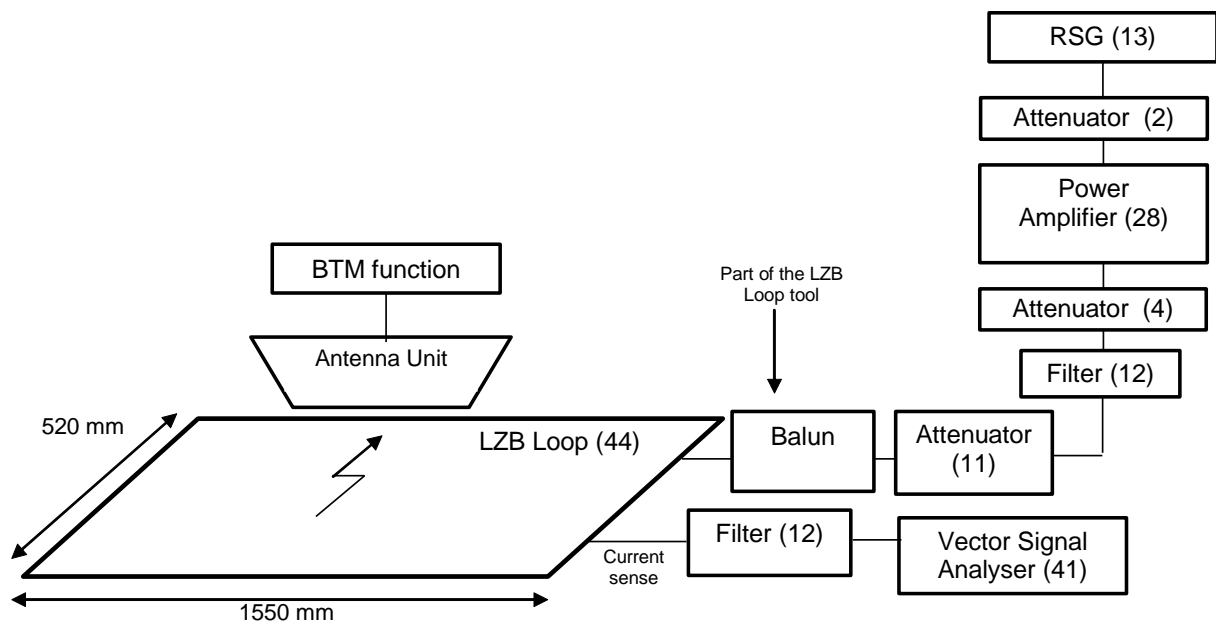 RSG (13)
Attenuator (2)
Power
Amplifier (28)
BTM function
Part of the LZB
Loop tool
Attenuator (4)
Antenna Unit
Filter (12)
520 mm
LZB Loop (44)
Balun
Attenuator
(11)
Current
sense
Filter (12)
Vector Signal
Analyser (41)
1550 mm